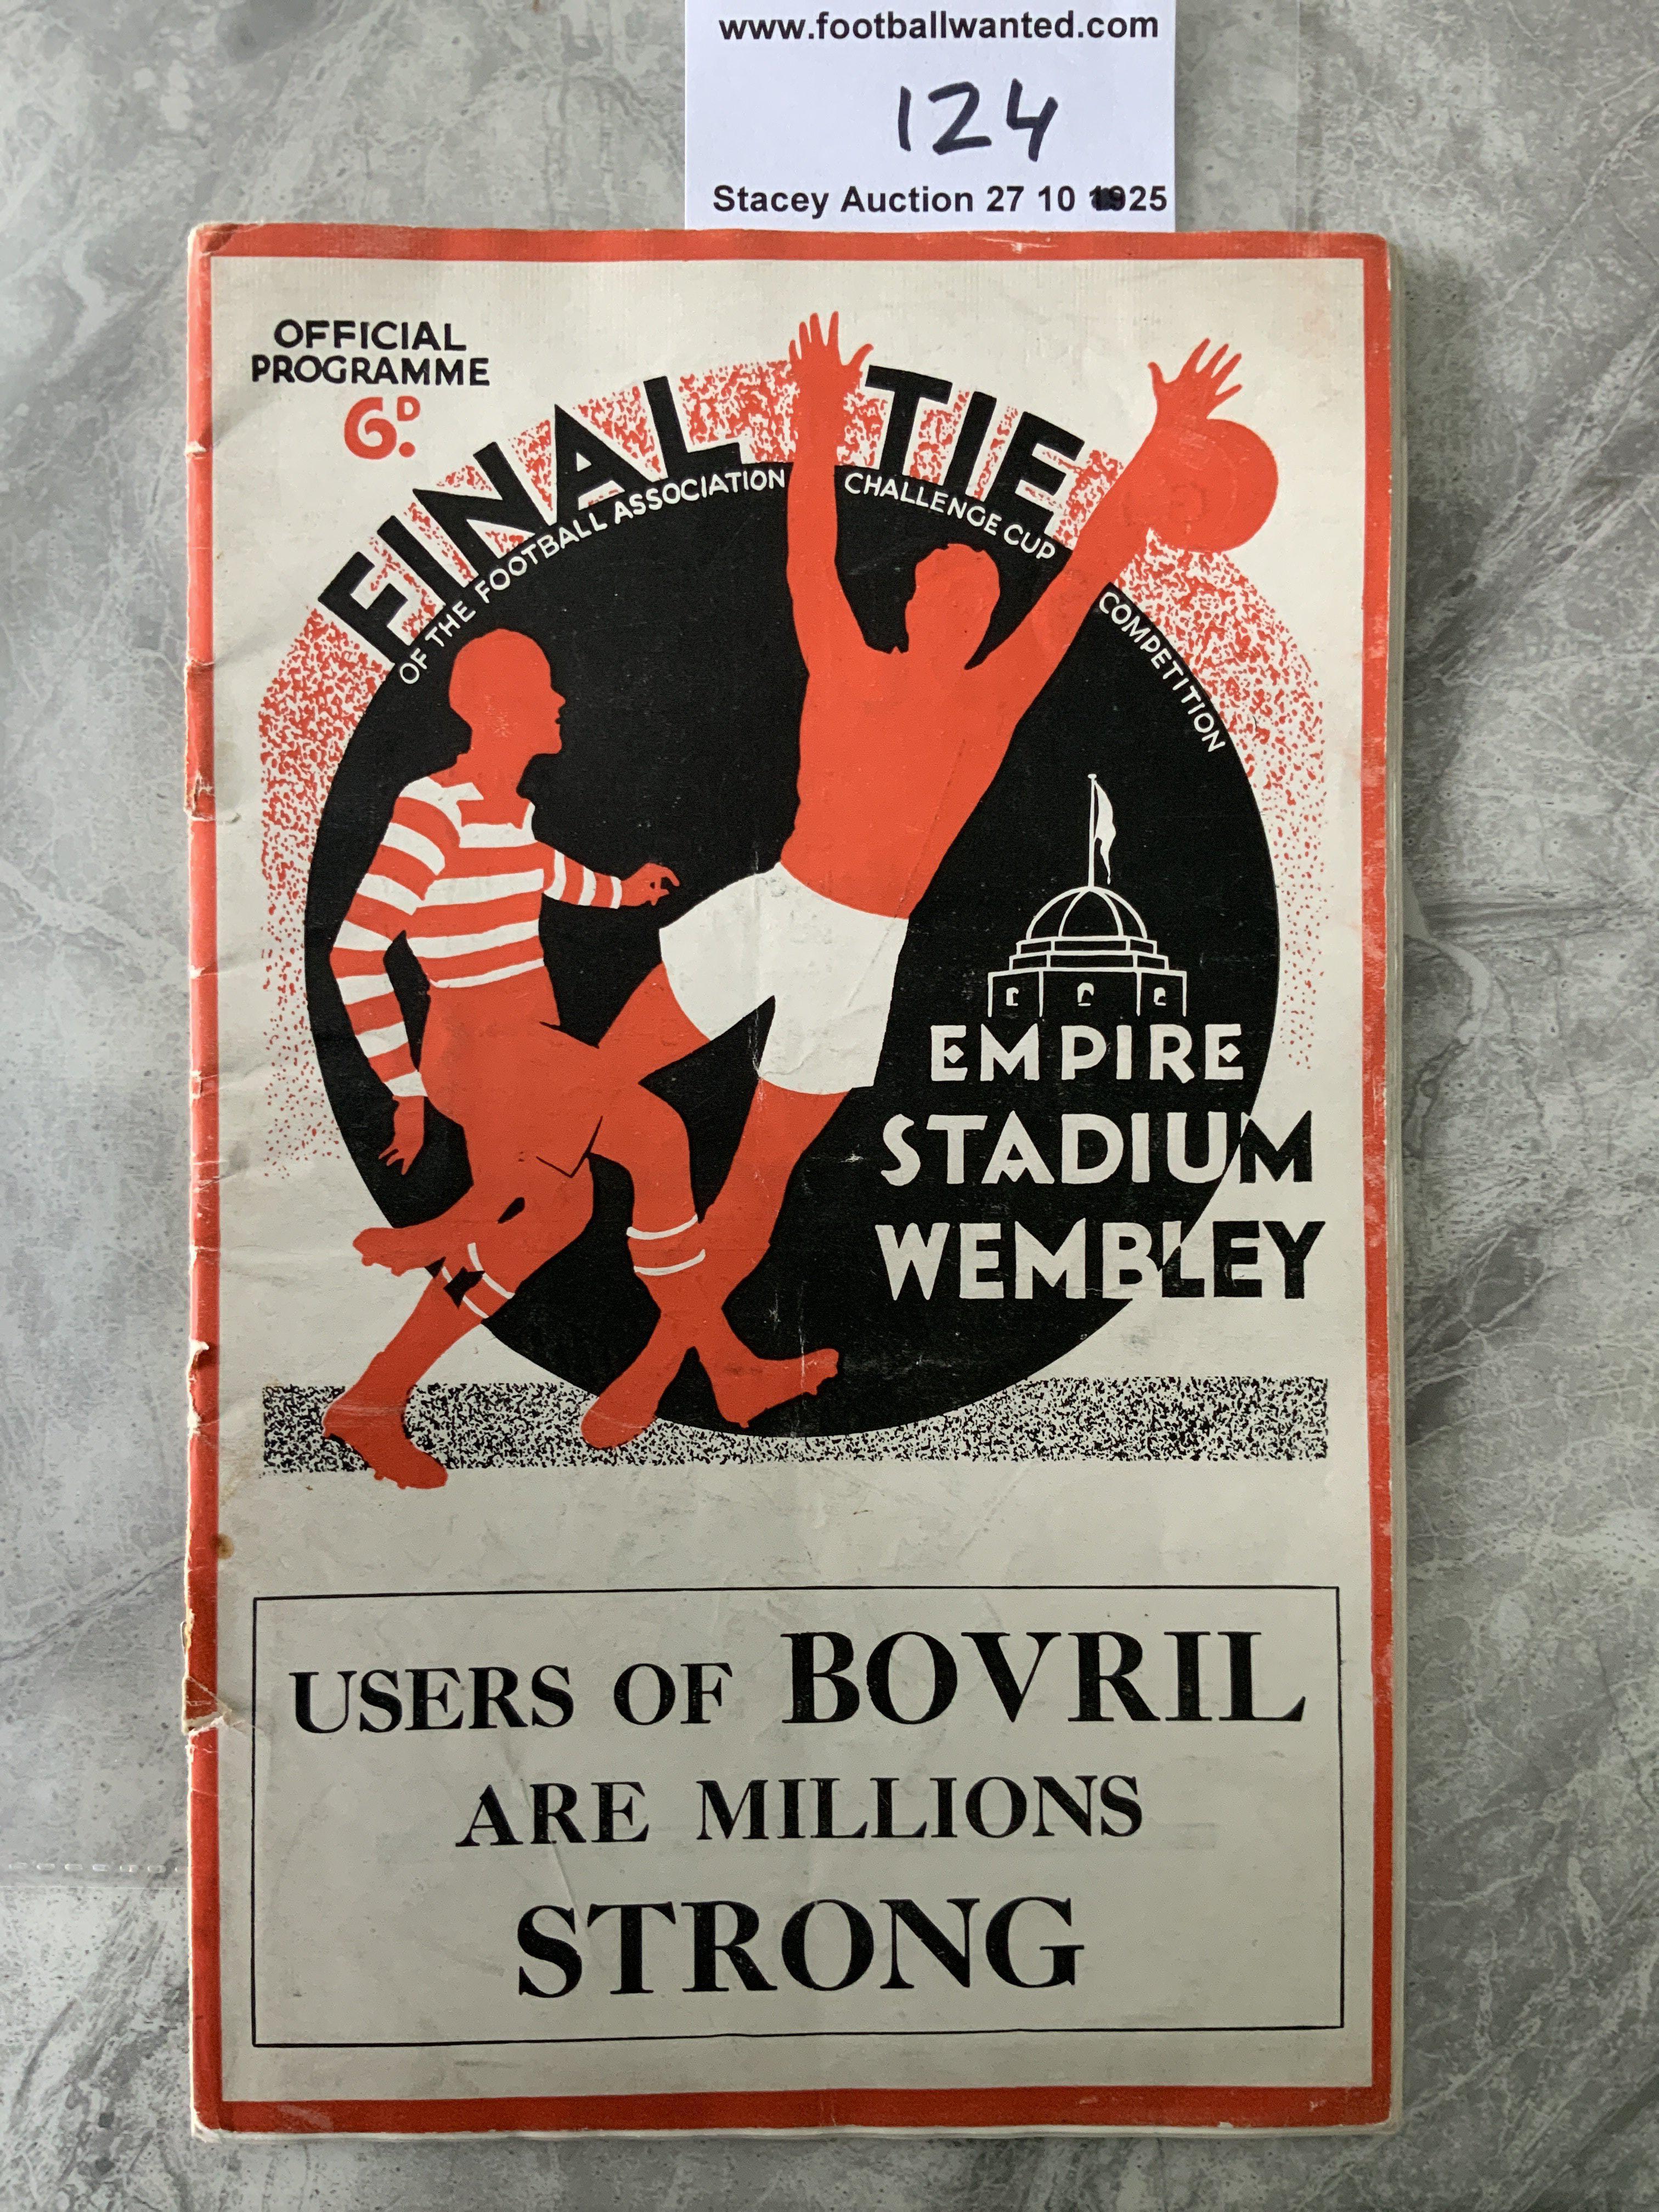 www.footballwanted.com
124
Stacey Auction 27 10 1925
OFFICIAL
PROGRAMME
6D.
FINAL TIE
OF THE FOOTBALL ASSOCIATION CHALLENGE CUP COMPETITION
EMPIRE
STADIUM
WEMBLEY
USERS OF BOVRIL
ARE MILLIONS
STRONG